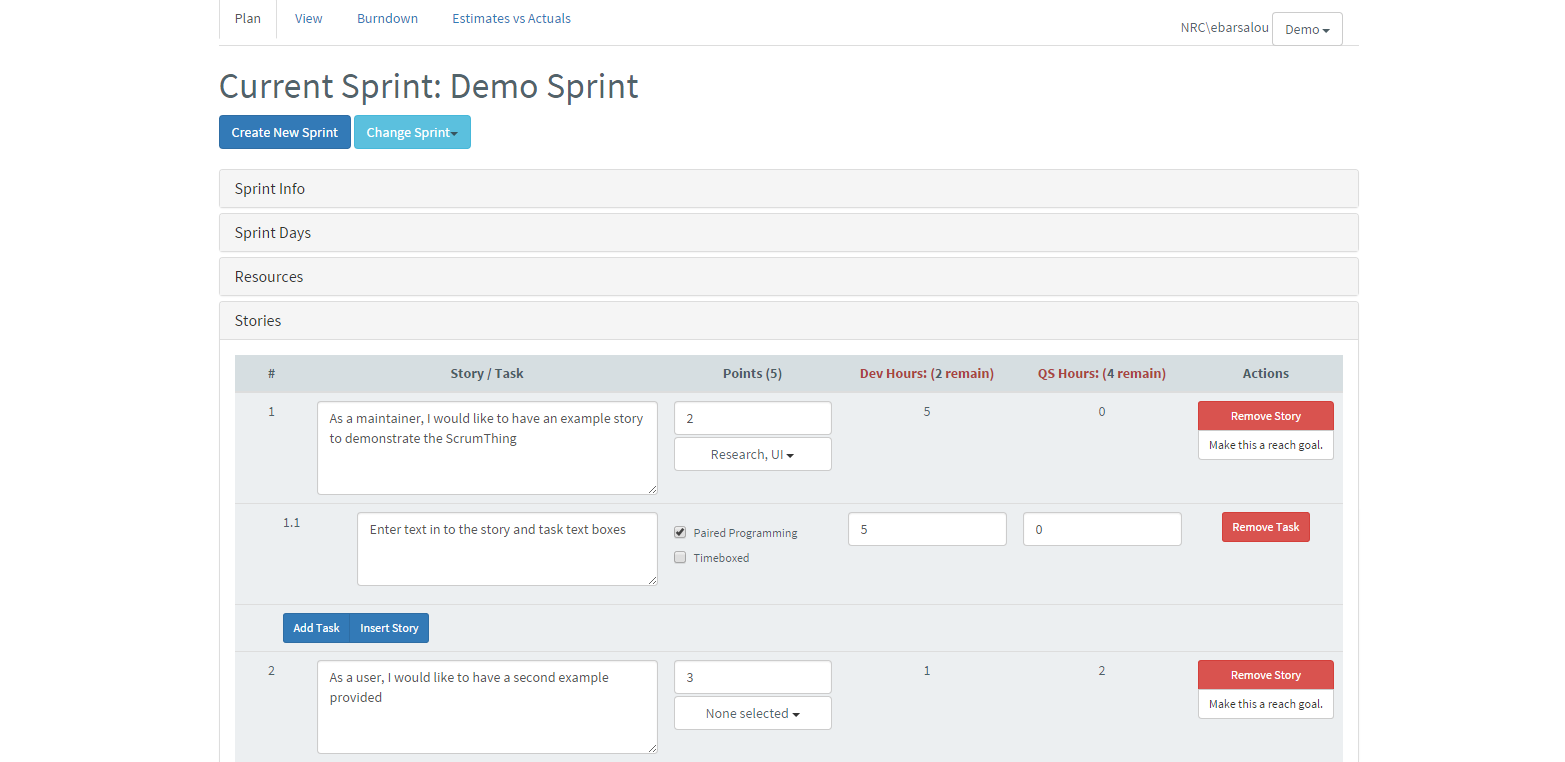 Plan View Burndown Estimates vs Actuals
NRC\ebarsalou Demo
Current Sprint: Demo Sprint
Create New Sprint Change Sprint
Sprint Info
Sprint Days
Resources
Stories
# Story / Task Points (5) Dev Hours: (2 remain) QS Hours: (4 remain) Actions
1 As a maintainer, I would like to have an example story
to demonstrate the ScrumThing
2
Research, UI
5 0 Remove Story
Make this a reach goal.
1.1 Enter text in to the story and task text boxes
Paired Programming
Timeboxed
5 0 Remove Task
Add Task Insert Story
2 As a user, I would like to have a second example
provided
3
None selected
1 2 Remove Story
Make this a reach goal.